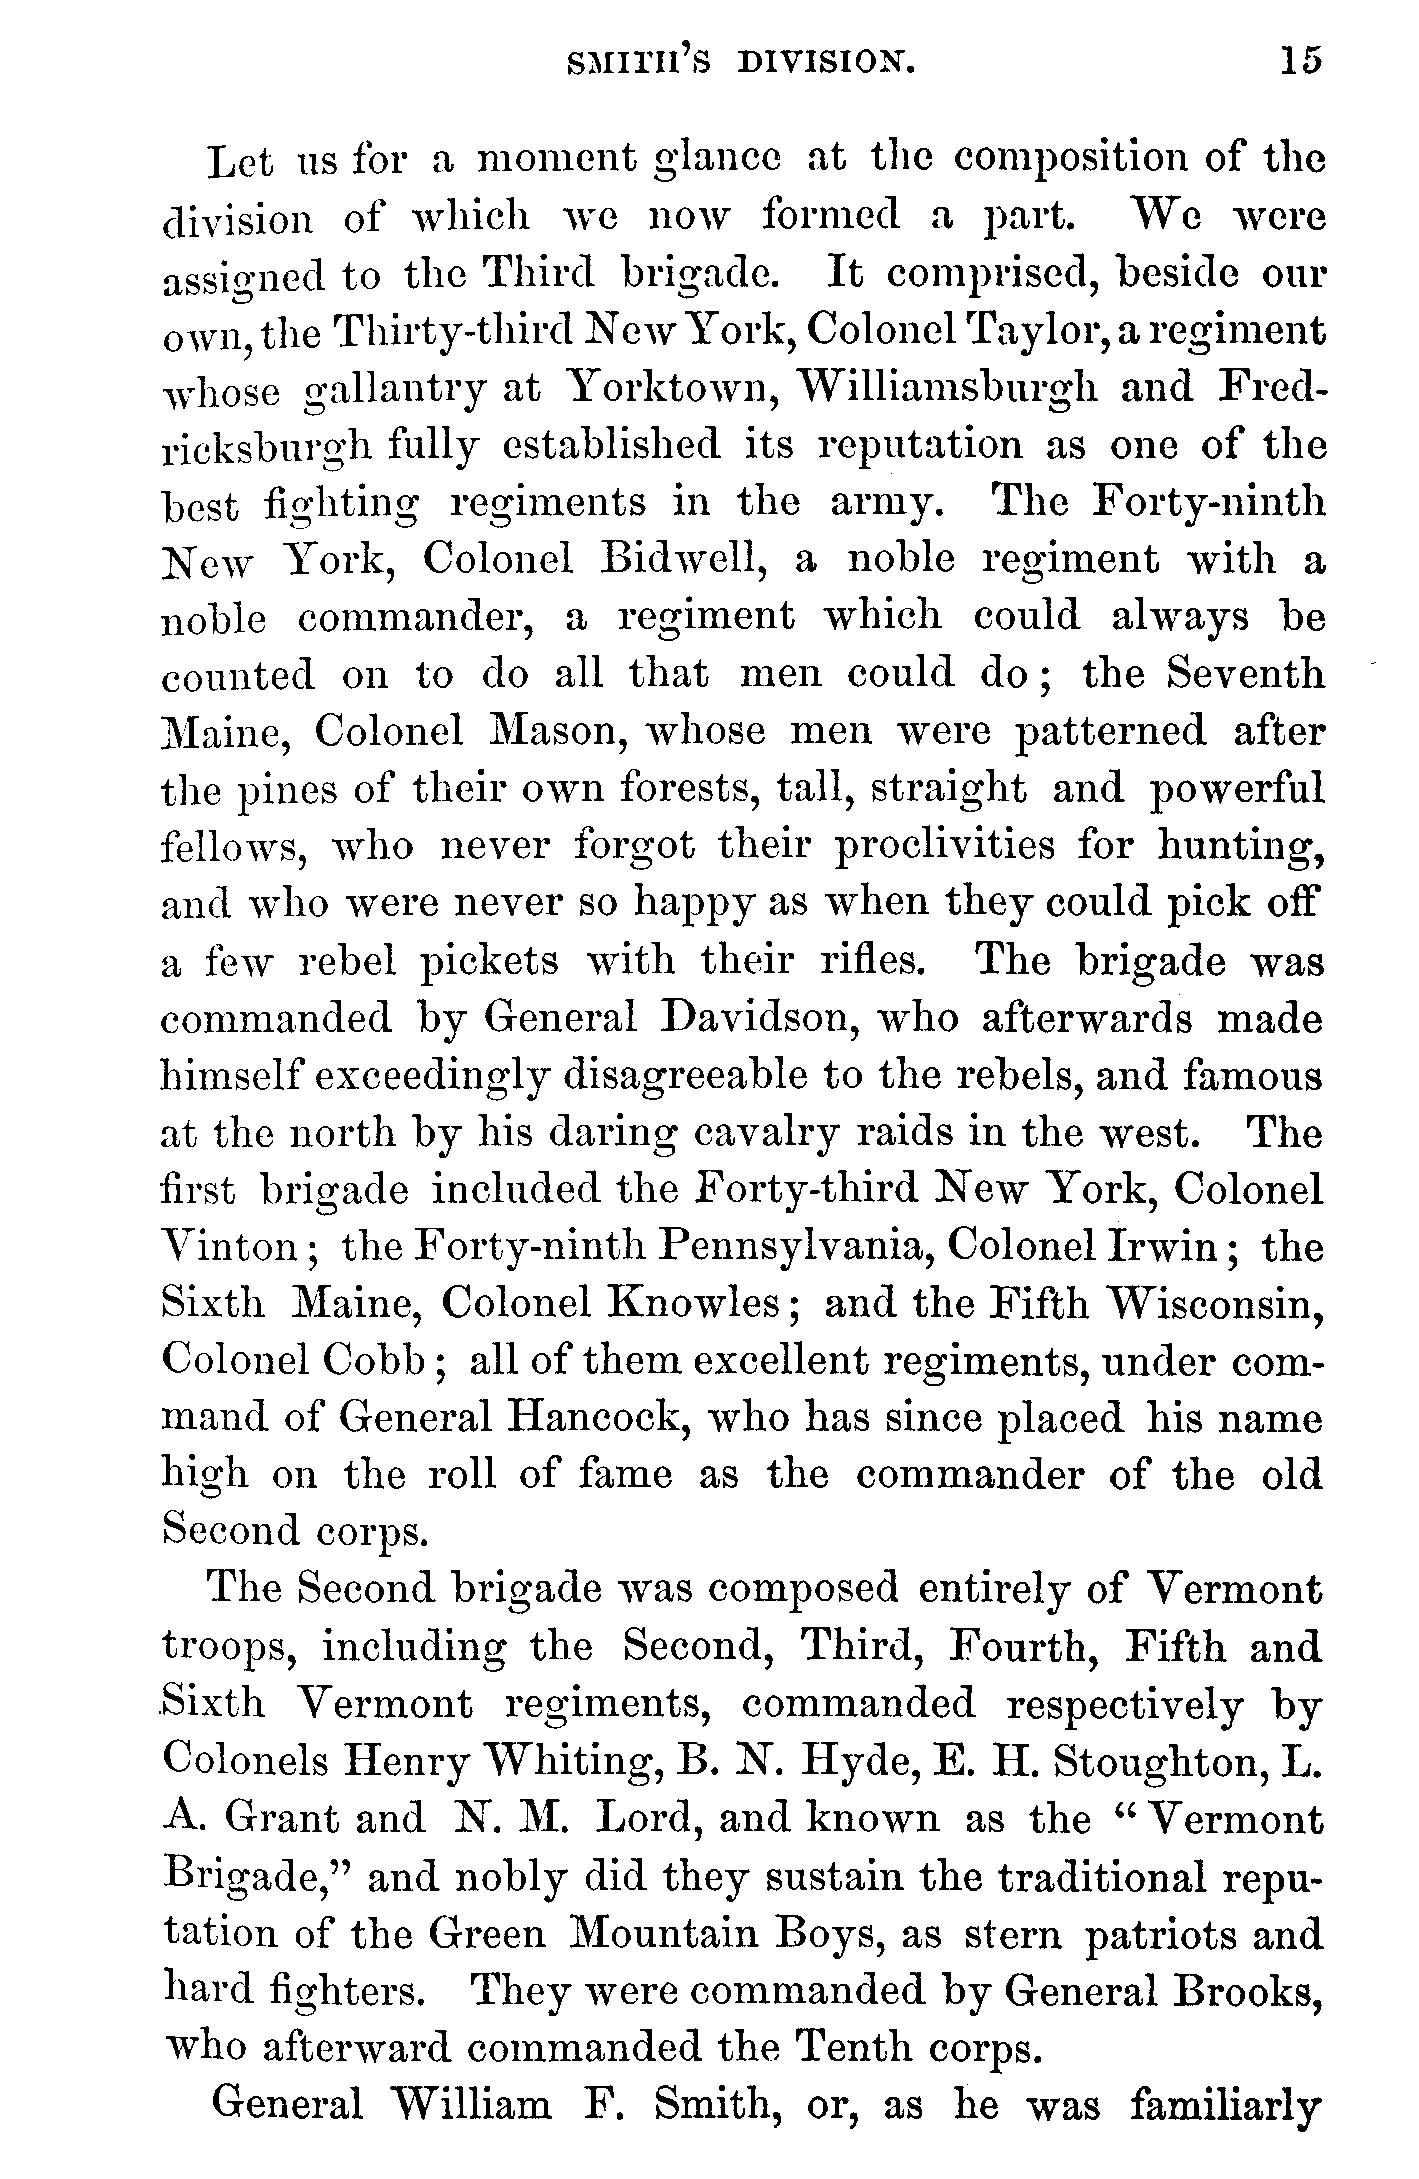 SMITH'S DIVISION. 15
Let us for a moment glance at the composition of the
division of which we now formed a part. We were
assigned to the Third brigade. It comprised, beside our
own, the Thirty-third New York, Colonel Taylor, a regiment
whose gallantry at Yorktown, Williamsburgh and Fred-
ricksburgh fully established its reputation as one of the
best fighting regiments in the army. The Forty-ninth
New York, Colonel Bidwell, a noble regiment with a
noble commander, a regiment which could always be
counted on to do all that men could do; the Seventh
Maine, Colonel Mason, whose men were patterned after
the pines of their own forests, tall, straight and powerful
fellows, who never forgot their proclivities for hunting,
and who were never so happy as when they could pick off
a few rebel pickets with their rifles. The brigade was
commanded by General Davidson, who afterwards made
himself exceedingly disagreeable to the rebels, and famous
at the north by his daring cavalry raids in the west. The
first brigade included the Forty-third New York, Colonel
Vinton; the Forty-ninth Pennsylvania, Colonel Irwin; the
Sixth Maine, Colonel Knowles; and the Fifth Wisconsin,
Colonel Cobb; all of them excellent regiments, under com-
mand of General Hancock, who has since placed his name
high on the roll of fame as the commander of the old
Second corps.
The Second brigade was composed entirely of Vermont
troops, including the Second, Third, Fourth, Fifth and
Sixth Vermont regiments, commanded respectively by
Colonels Henry Whiting, B. N. Hyde, E. H. Stoughton, L.
A. Grant and N. M. Lord, and known as the "Vermont
Brigade," and nobly did they sustain the traditional repu-
tation of the Green Mountain Boys, as stern patriots and
hard fighters. They were commanded by General Brooks,
who afterward commanded the Tenth corps.
General William F. Smith, or, as he was familiarly